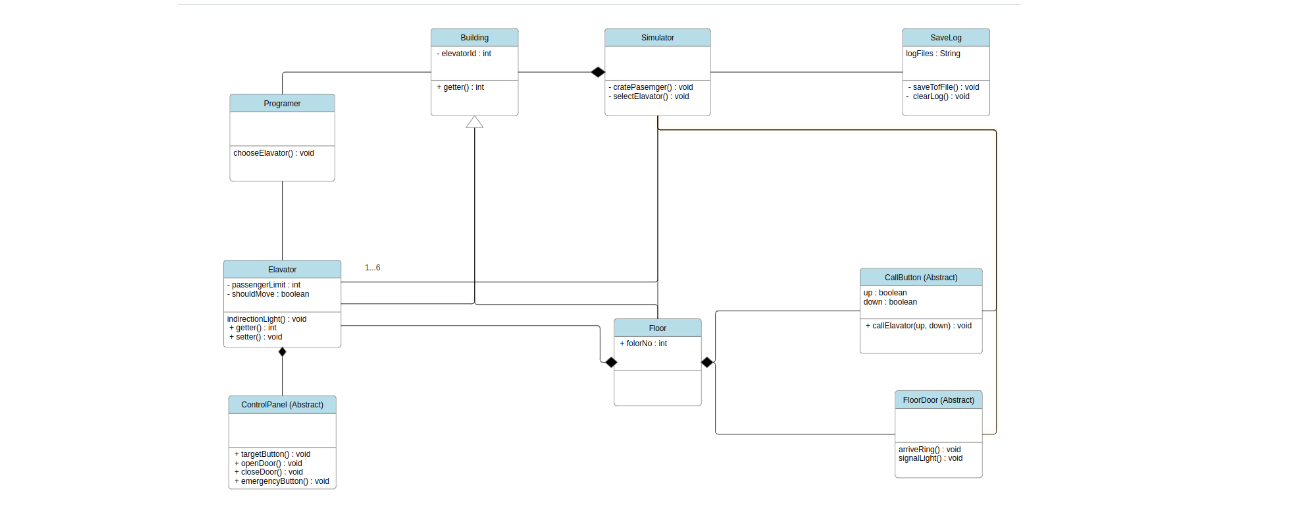 Building
- elevatorId : int
+ getter() : int
Simulator
- cratePasemger() : void
- selectElavator() : void
SaveLog
logFiles : String
- saveTofFile() : void
- clearLog() : void
Programer
chooseElavator() : void
Elavator
- passengerLimit : int
- shouldMove : boolean
indirectionLight() : void
+ getter() : int
+ setter() : void
1...6
Floor
+ folorNo : int
CallButton (Abstract)
up : boolean
down : boolean
+ callElavator(up, down) : void
ControlPanel (Abstract)
+ targetButton() : void
+ openDoor() : void
+ closeDoor() : void
+ emergencyButton() : void
FloorDoor (Abstract)
arriveRing() : void
signalLight() : void